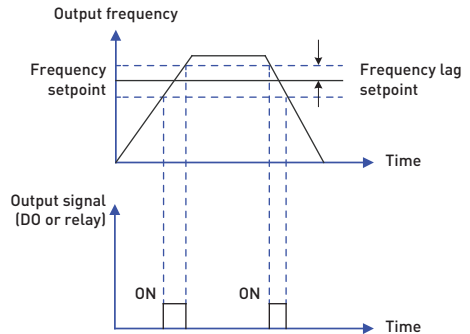 Output frequency
Frequency
setpoint
Frequency lag
setpoint
Time
Output signal
(DO or relay)
ON
ON
Time